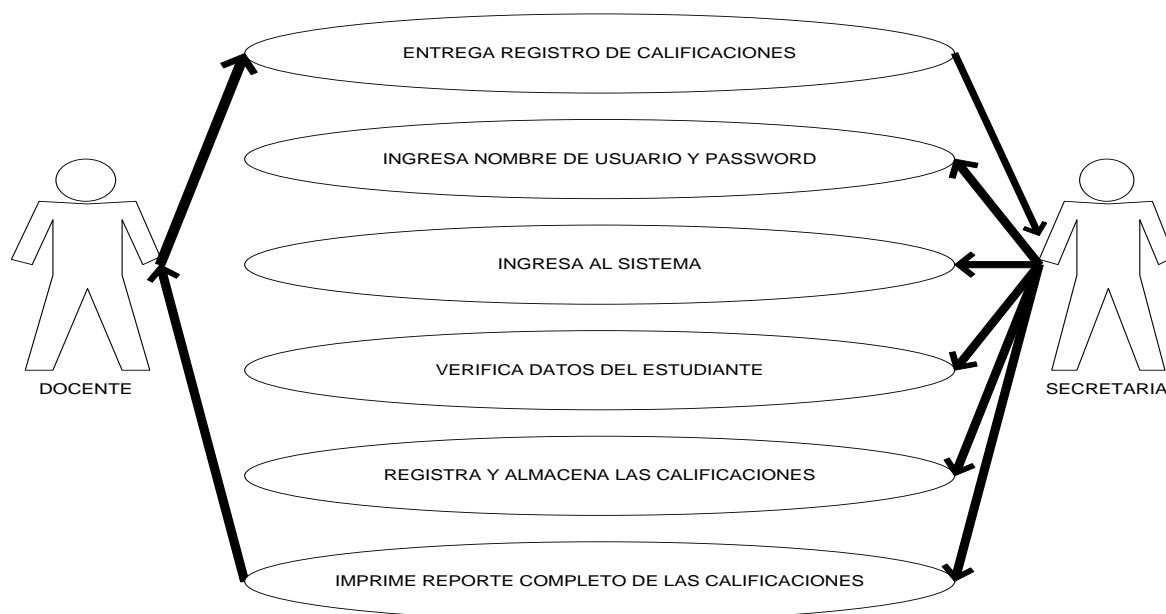 ENTREGA REGISTRO DE CALIFICACIONES
INGRESA NOMBRE DE USUARIO Y PASSWORD
INGRESA AL SISTEMA
VERIFICA DATOS DEL ESTUDIANTE
DOCENTE
SECRETARIA
REGISTRA Y ALMACENA LAS CALIFICACIONES
IMPRIME REPORTE COMPLETO DE LAS CALIFICACIONES